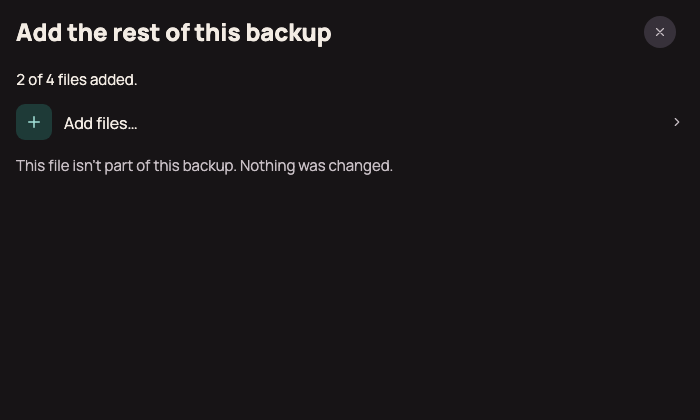 Add the rest of this backup
2 of 4 files added.
Add files…
This file isn't part of this backup. Nothing was changed.